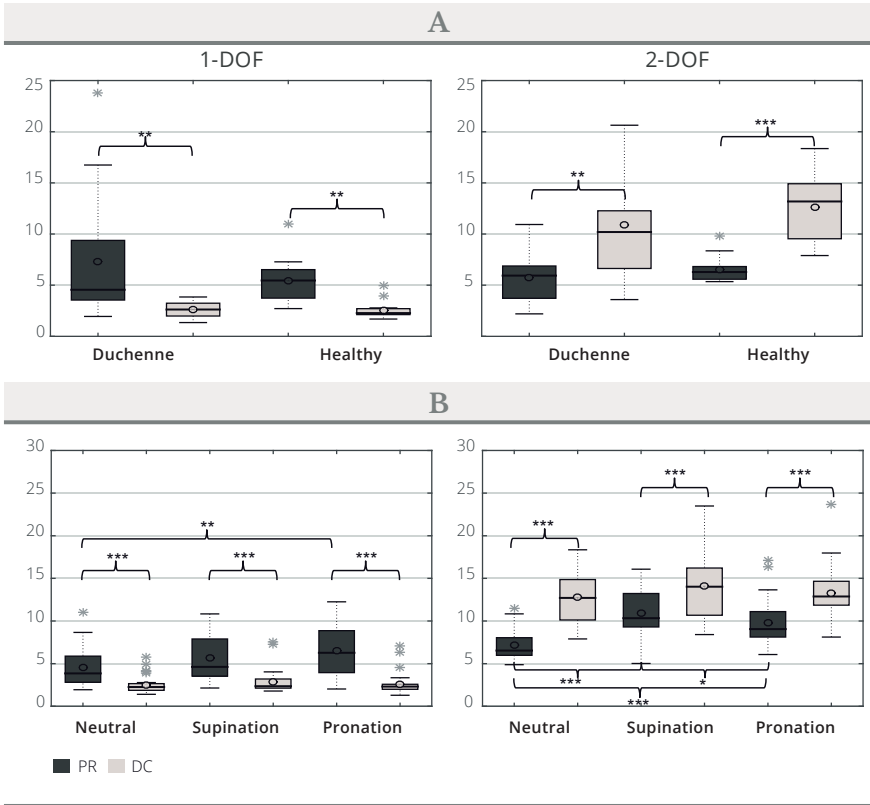 A
1-DOF 2-DOF
25 25
** ***
20 20
** **
15 15
10 10
5 5
0
Duchenne Healthy Duchenne Healthy
B
30 30
*** ***
25 25
** ***
20 20
*** *** ***
15 15
10 10
5 5
*** *
***
0 0
Neutral Supination Pronation Neutral Supination Pronation
PR DC